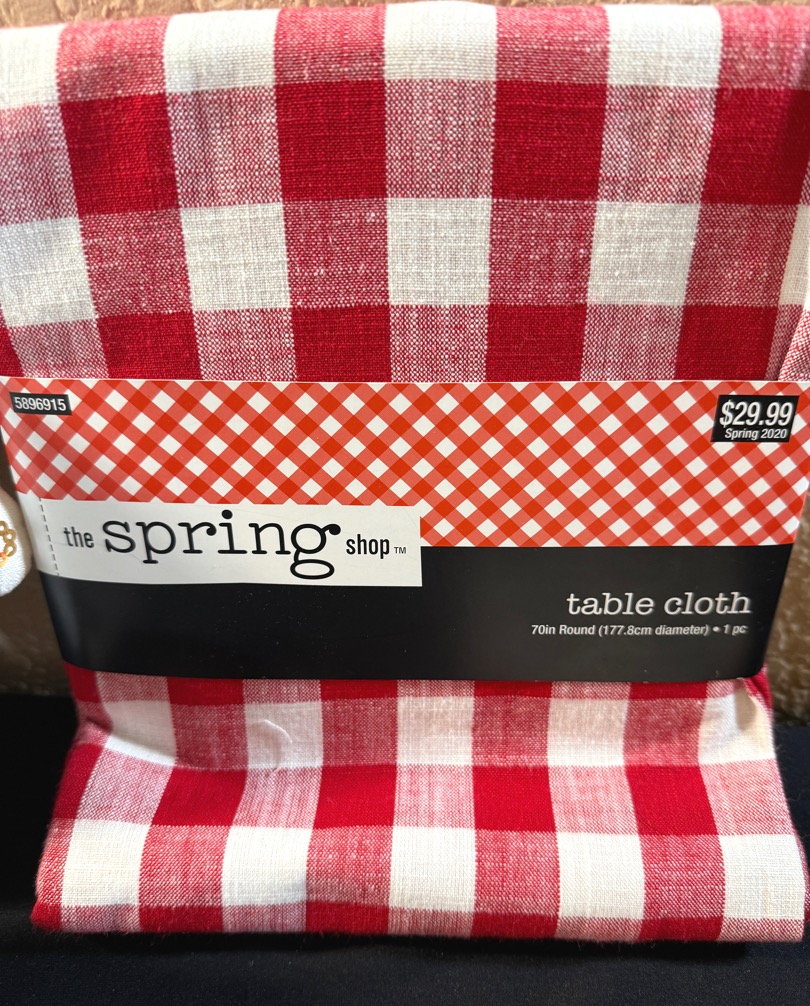 5896915
$29.99
Spring 2020
the spring shop™
table cloth
70in Round (177.8cm diameter) • 1 pc